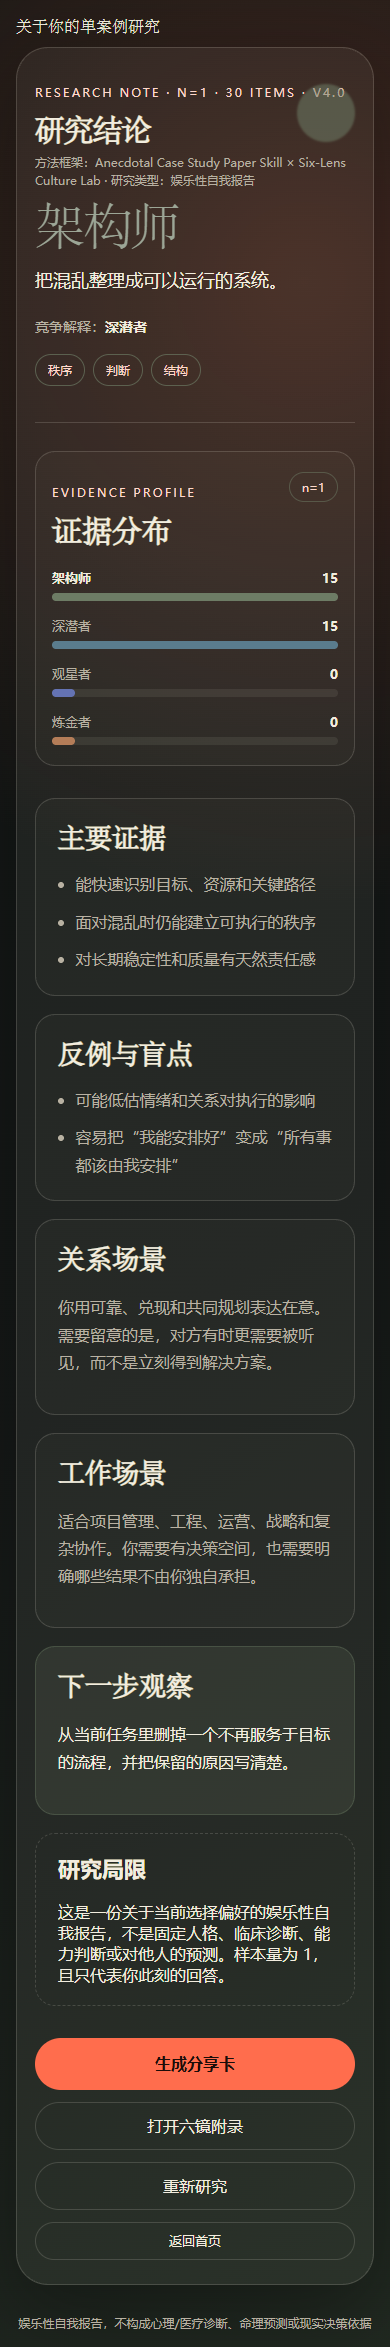 关于你的单案例研究
RESEARCH NOTE · N=1 · 30 ITEMS · V4.0
研究结论
方法框架：Anecdotal Case Study Paper Skill × Six-Lens
Culture Lab · 研究类型：娱乐性自我报告
架构师
把混乱整理成可以运行的系统。
竞争解释：深潜者
秩序 判断 结构
n=1
EVIDENCE PROFILE
证据分布
架构师 15
深潜者 15
观星者 0
炼金者 0
主要证据
• 能快速识别目标、资源和关键路径
• 面对混乱时仍能建立可执行的秩序
• 对长期稳定性和质量有天然责任感
反例与盲点
• 可能低估情绪和关系对执行的影响
• 容易把“我能安排好”变成“所有事
都该由我安排”
关系场景
你用可靠、兑现和共同规划表达在意。
需要留意的是，对方有时更需要被听
见，而不是立刻得到解决方案。
工作场景
适合项目管理、工程、运营、战略和复
杂协作。你需要有决策空间，也需要明
确哪些结果不由你独自承担。
下一步观察
从当前任务里删掉一个不再服务于目标
的流程，并把保留的原因写清楚。
研究局限
这是一份关于当前选择偏好的娱乐性自
我报告，不是固定人格、临床诊断、能
力判断或对他人的预测。样本量为 1，
且只代表你此刻的回答。
生成分享卡
打开六镜附录
重新研究
返回首页
娱乐性自我报告，不构成心理/医疗诊断、命理预测或现实决策依据